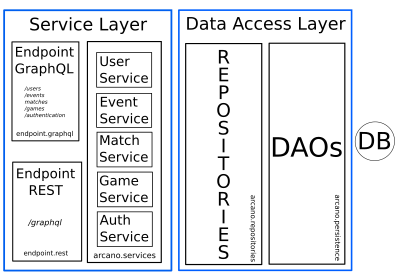 Service Layer
Endpoint
GraphQL
/users
/events
matches
/games
/authentication
endpoint.graphql
Endpoint
REST
/graphql
endpoint.rest
User
Service
Event
Service
Match
Service
Game
Service
Auth
Service
arcano.services
Data Access Layer
REPOSITORIES
arcano.repositories
DAOs
arcano.persistence
DB